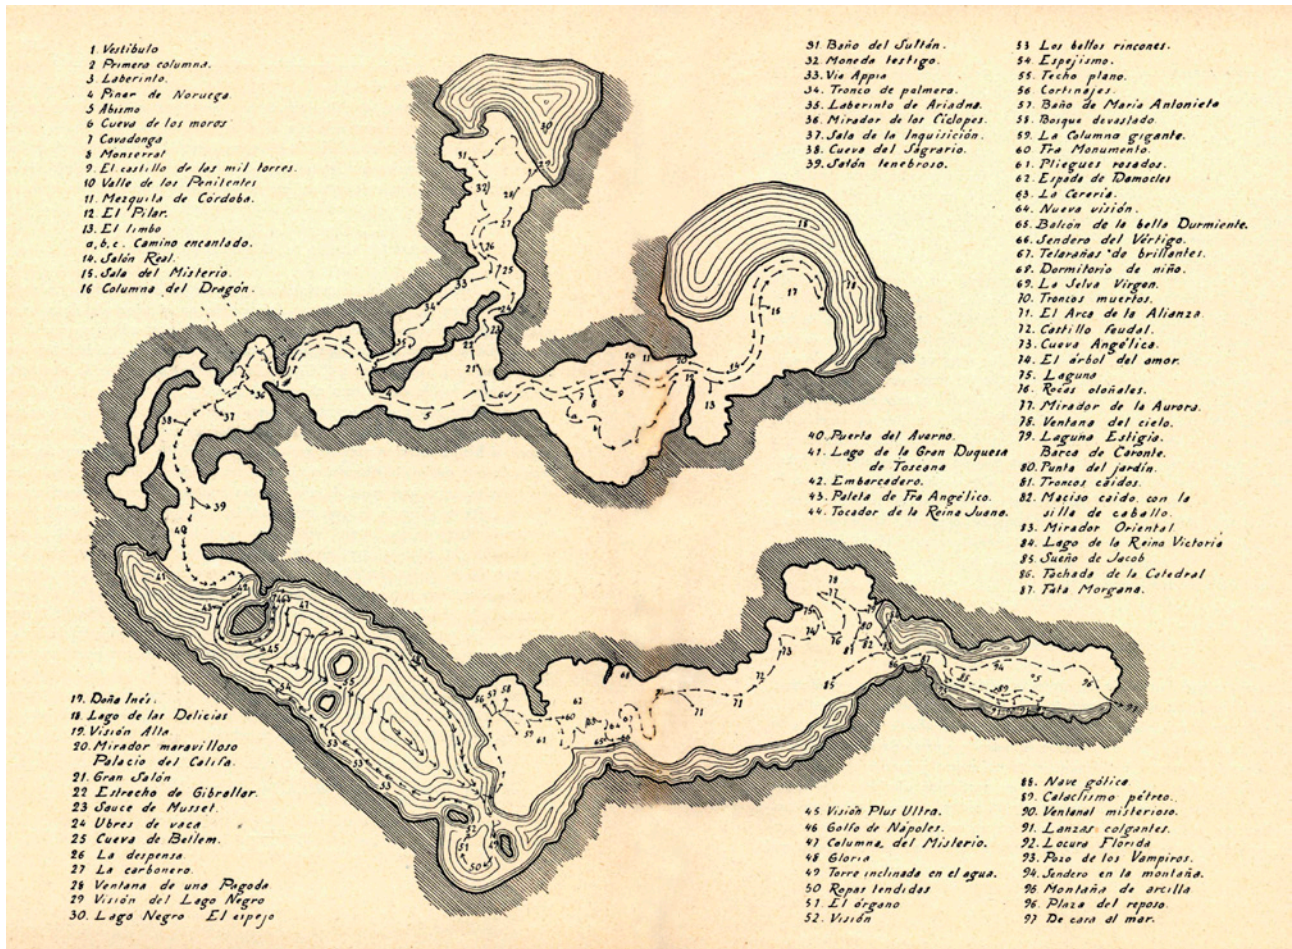 1 Vestíbulo
2 Primera columna.
3 Laberinto.
4 Pinar de Noruega.
5 Abismo
6 Cueva de los moros
7 Covadonga
8 Monserrat
9 El castillo de las mil torres.
10 Valle de los Penitentes
11 Mezquita de Córdoba.
12 El Pilar.
13 El limbo
a, b, c. Camino encantado.
14 Salón Real.
15 Sala del Misterio.
16 Columna del Dragón.
31. Baño del Sultán.
32. Moneda testigo.
33. Via Appia
34. Tronco de palmera.
35. Laberinto de Ariadna.
36. Mirador de los Cíclopes.
37. Sala de la Inquisición.
38. Cueva del Sagrario.
39. Salón tenebroso.
53 Los bellos rincones.
54. Espejismo.
55. Techo plano.
56. Cortinajes.
57. Baño de María Antonieta
58. Bosque devastado
59. La Columna gigante.
60 Fra Monumento.
61. Pliegues rosados.
62. Espada de Damocles
63. La Cereria.
64. Nueva visión.
65. Balcón de la bella Durmiente.
66. Sendero del Vértigo.
67. Telarañas de brillantes.
68. Dormitorio de niño.
69. La Selva Virgen.
70. Troncos muertos.
71. El Arca de la Alianza.
72. Castillo feudal.
73. Cueva Angélica.
74. El árbol del amor.
75. Laguna
76. Rocas otoñales.
77. Mirador de la Aurora.
78. Ventana del cielo.
79. Laguna Estigia.
Barca de Caronte.
80. Punta del jardín.
81. Troncos caídos.
82. Maciso caído con la
silla de caballo.
83. Mirador Oriental
84. Lago de la Reina Victoria
85. Sueño de Jacob
86. Fachada de la Catedral
87. Fata Morgana.
40. Puerta del Averno.
41. Lago de la Gran Duquesa
de Toscana
42. Embarcadero.
43. Paleta de Fra Angélico.
44. Tocador de la Reina Juana.
17. Doña Inés.
18. Lago de las Delicias
19. Visión Alla.
20. Mirador maravilloso
Palacio del Califa.
21. Gran Salón
22 Estrecho de Gibraltar.
23 Sauce de Musset.
24 Ubres de vaca
25 Cueva de Bellem.
26 La despensa
27 La carbonera.
28 Ventana de una Pagoda
29 Visión del Lago Negro
30. Lago Negro El espejo
45 Visión Plus Ultra.
46 Golfo de Nápoles.
47 Columna del Misterio.
48 Gloria
49 Torre inclinada en el agua.
50 Ropas tendidas
51. El órgano
52. Visión
88. Nave gótica.
89. Cataclismo pétreo.
90. Ventanal misterioso.
91. Lanzas colgantes.
92. Locura Florida
93. Pozo de los Vampiros.
94. Sendero en la montaña.
95. Montaña de arcilla
96. Plaza del reposo.
97. De cara al mar.